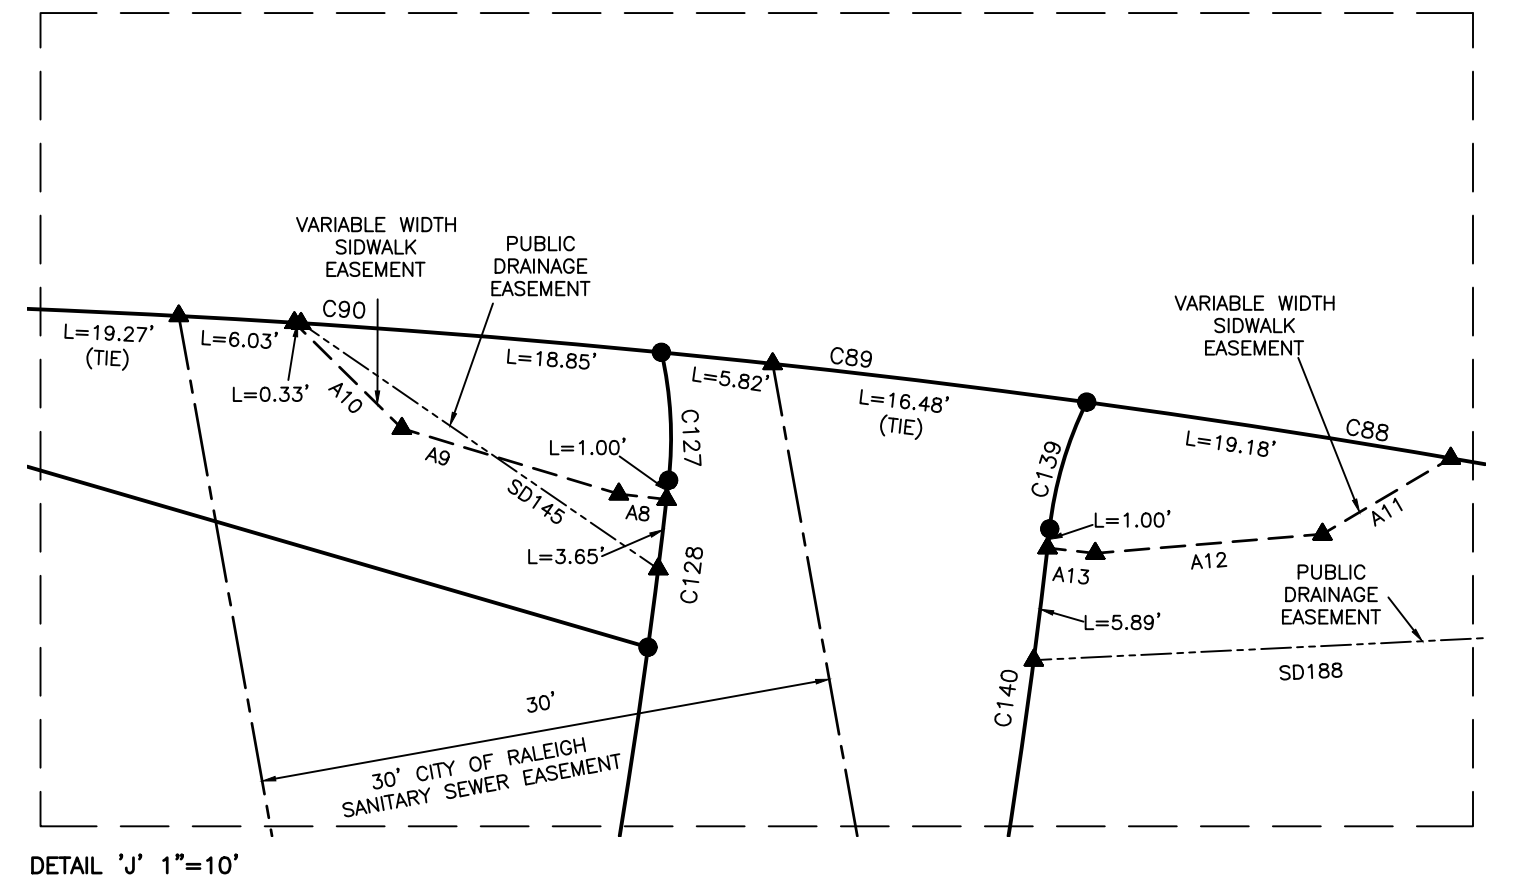 VARIABLE WIDTH
SIDWALK
EASEMENT
PUBLIC
DRAINAGE
EASEMENT
VARIABLE WIDTH
SIDWALK
EASEMENT
L=19.27'
(TIE)
L=6.03'
C90
L=0.33'
A10
L=18.85'
L=5.82'
C89
L=16.48'
(TIE)
L=19.18'
C88
A9
L=1.00'
C127
SD145
A8
L=3.65'
C128
C139
L=1.00'
A11
A13
A12
PUBLIC
DRAINAGE
EASEMENT
L=5.89'
SD188
C140
30'
30' CITY OF RALEIGH
SANITARY SEWER EASEMENT
DETAIL 'J' 1"=10'